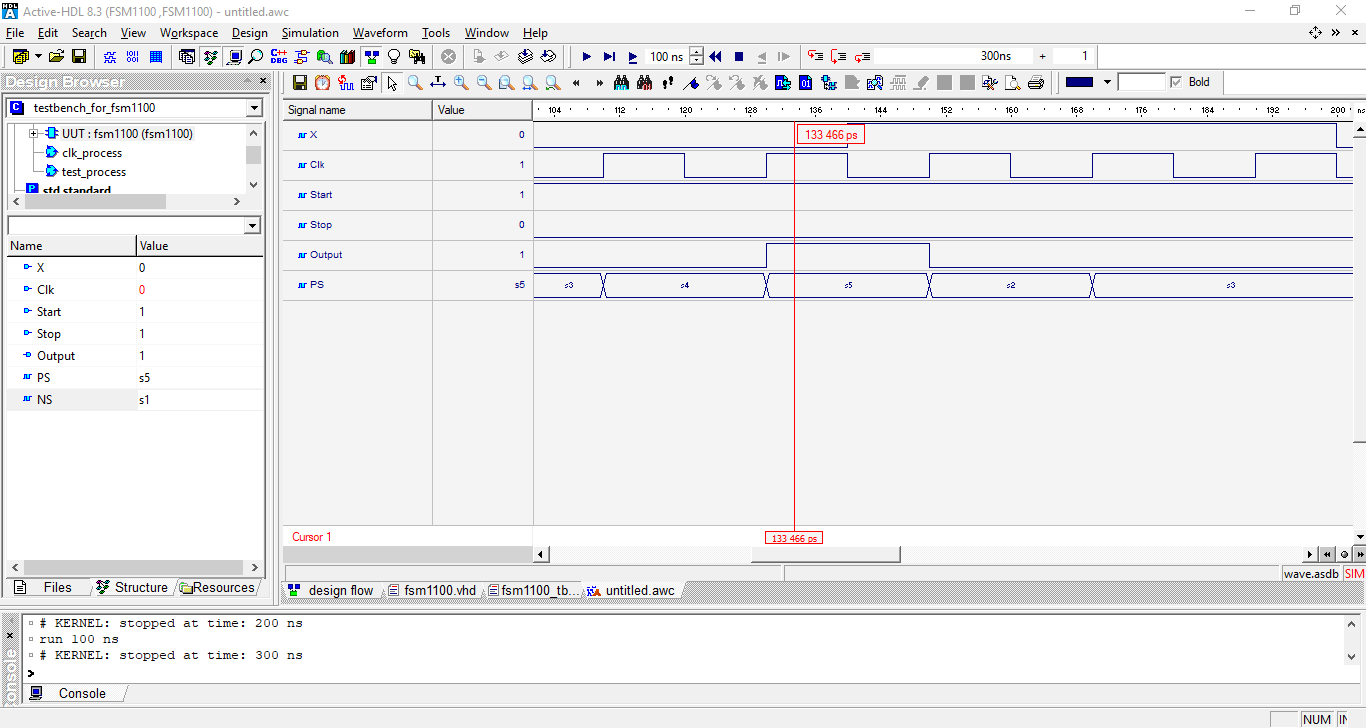 Active-HDL 8.3 (FSM1100 ,FSM1100) - untitled.awc
File Edit Search View Workspace Design Simulation Waveform Tools Window Help
100 ns 300ns + 1
Design Browser
testbench_for_fsm1100
UUT : fsm1100 (fsm1100)
clk_process
test_process
std.standard
Name Value
X 0
Clk 0
Start 1
Stop 1
Output 1
PS s5
NS s1
Files Structure Resources
Bold
Signal name Value 104 112 120 128 136 144 152 160 168 176 184 192 200 ns
X 0 133 466 ps
Clk 1
Start 1
Stop 0
Output 1
PS s5 s3 s4 s5 s2 s3
Cursor 1 133 466 ps
wave.asdb SIM
design flow fsm1100.vhd fsm1100_tb... untitled.awc
# KERNEL: stopped at time: 200 ns
run 100 ns
# KERNEL: stopped at time: 300 ns
>
Console
NUM